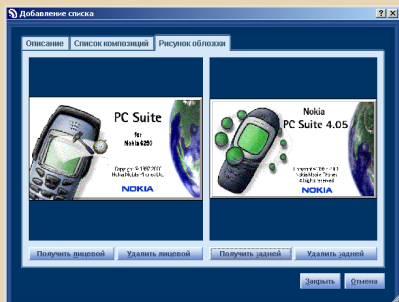 Добавление списка
Описание
Список композиций
Рисунок обложки
PC Suite
for
Nokia 6250
NOKIA
Nokia
PC Suite 4.05
NOKIA
Получить лицевой
Удалить лицевой
Получить задней
Удалить задней
Закрыть
Отмена